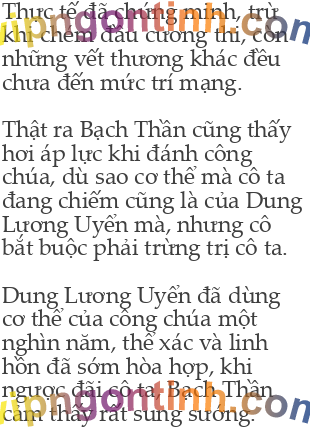 Thực tế đã chứng minh, trừ
khi chém đầu cương thi, còn
những vết thương khác đều
chưa đến mức trí mạng.
Thật ra Bạch Thần cũng thấy
hơi áp lực khi đánh công
chúa, dù sao cơ thể mà cô ta
đang chiếm cũng là của Dung
Lương Uyển mà, nhưng cô
bắt buộc phải trừng trị cô ta.
Dung Lương Uyển đã dùng
cơ thể của công chúa một
nghìn năm, thể xác và linh
hồn đã sớm hòa hợp, khi
ngược đãi cô ta, Bạch Thần
cảm thấy rất sung sướng.
vipngontinh.com
vipngontinh.com